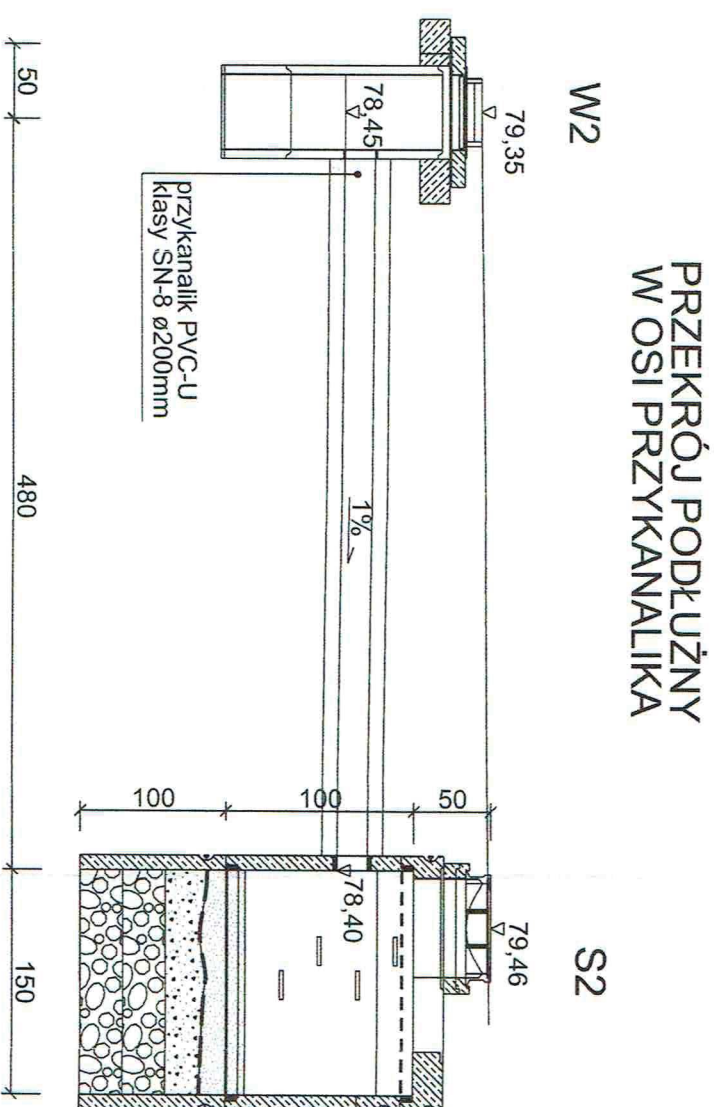 PRZEKRÓJ PODŁUŻNY
W OSI PRZYKANALIKA
W2
S2
79,35
79,46
78,45
78,40
przykanalik PVC-U
klasy SN-8 ø200mm
1%
50
100
100
50
480
150